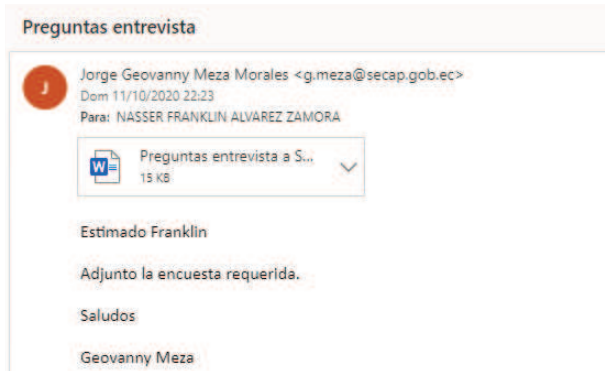 Preguntas entrevista
J
Jorge Geovanny Meza Morales <g.meza@secap.gob.ec>
Dom 11/10/2020 22:23
Para: NASSER FRANKLIN ALVAREZ ZAMORA
Preguntas entrevista a S...
15 KB
Estimado Franklin
Adjunto la encuesta requerida.
Saludos
Geovanny Meza